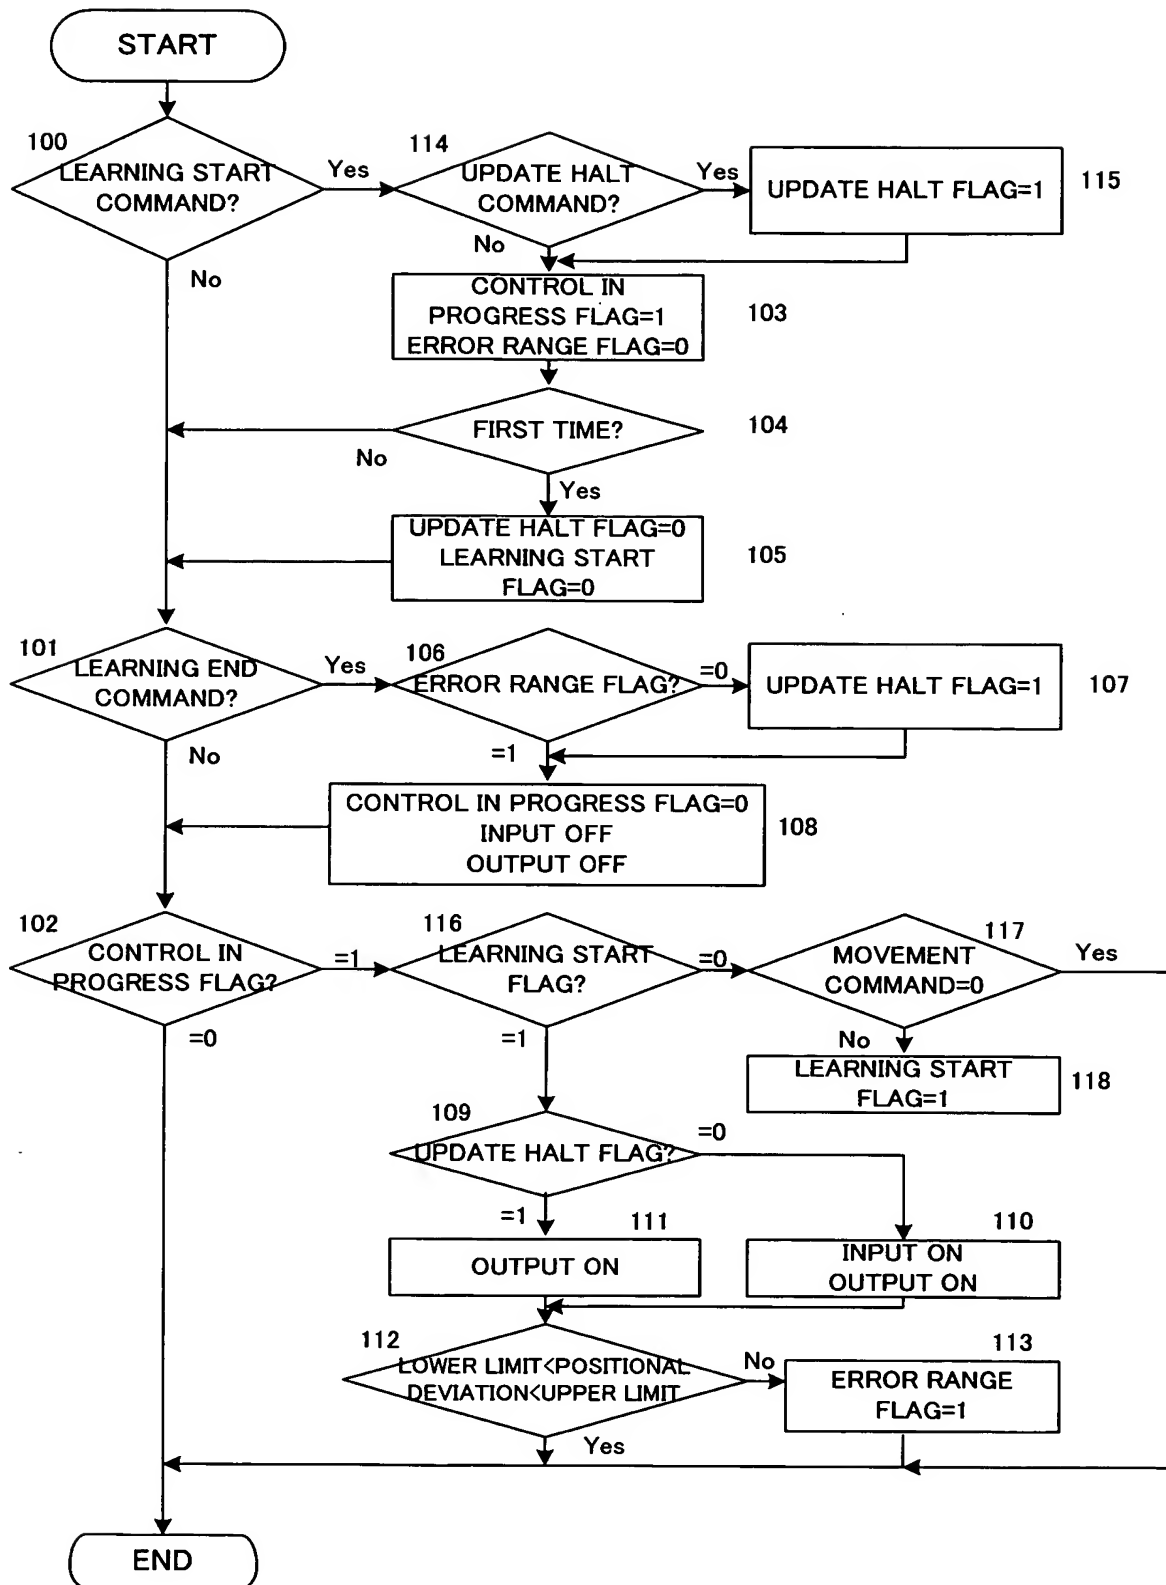 START
100
LEARNING START
COMMAND?
Yes
No
114
UPDATE HALT
COMMAND?
Yes
No
UPDATE HALT FLAG=1
115
CONTROL IN
PROGRESS FLAG=1
ERROR RANGE FLAG=0
103
FIRST TIME?
104
No
Yes
UPDATE HALT FLAG=0
LEARNING START
FLAG=0
105
101
LEARNING END
COMMAND?
Yes
No
106
ERROR RANGE FLAG?
=0
=1
UPDATE HALT FLAG=1
107
CONTROL IN PROGRESS FLAG=0
INPUT OFF
OUTPUT OFF
108
102
CONTROL IN
PROGRESS FLAG?
=1
=0
116
LEARNING START
FLAG?
=0
=1
117
MOVEMENT
COMMAND=0
Yes
No
LEARNING START
FLAG=1
118
109
UPDATE HALT FLAG?
=0
=1
111
OUTPUT ON
110
INPUT ON
OUTPUT ON
112
LOWER LIMIT<POSITIONAL
DEVIATION<UPPER LIMIT
No
Yes
113
ERROR RANGE
FLAG=1
END